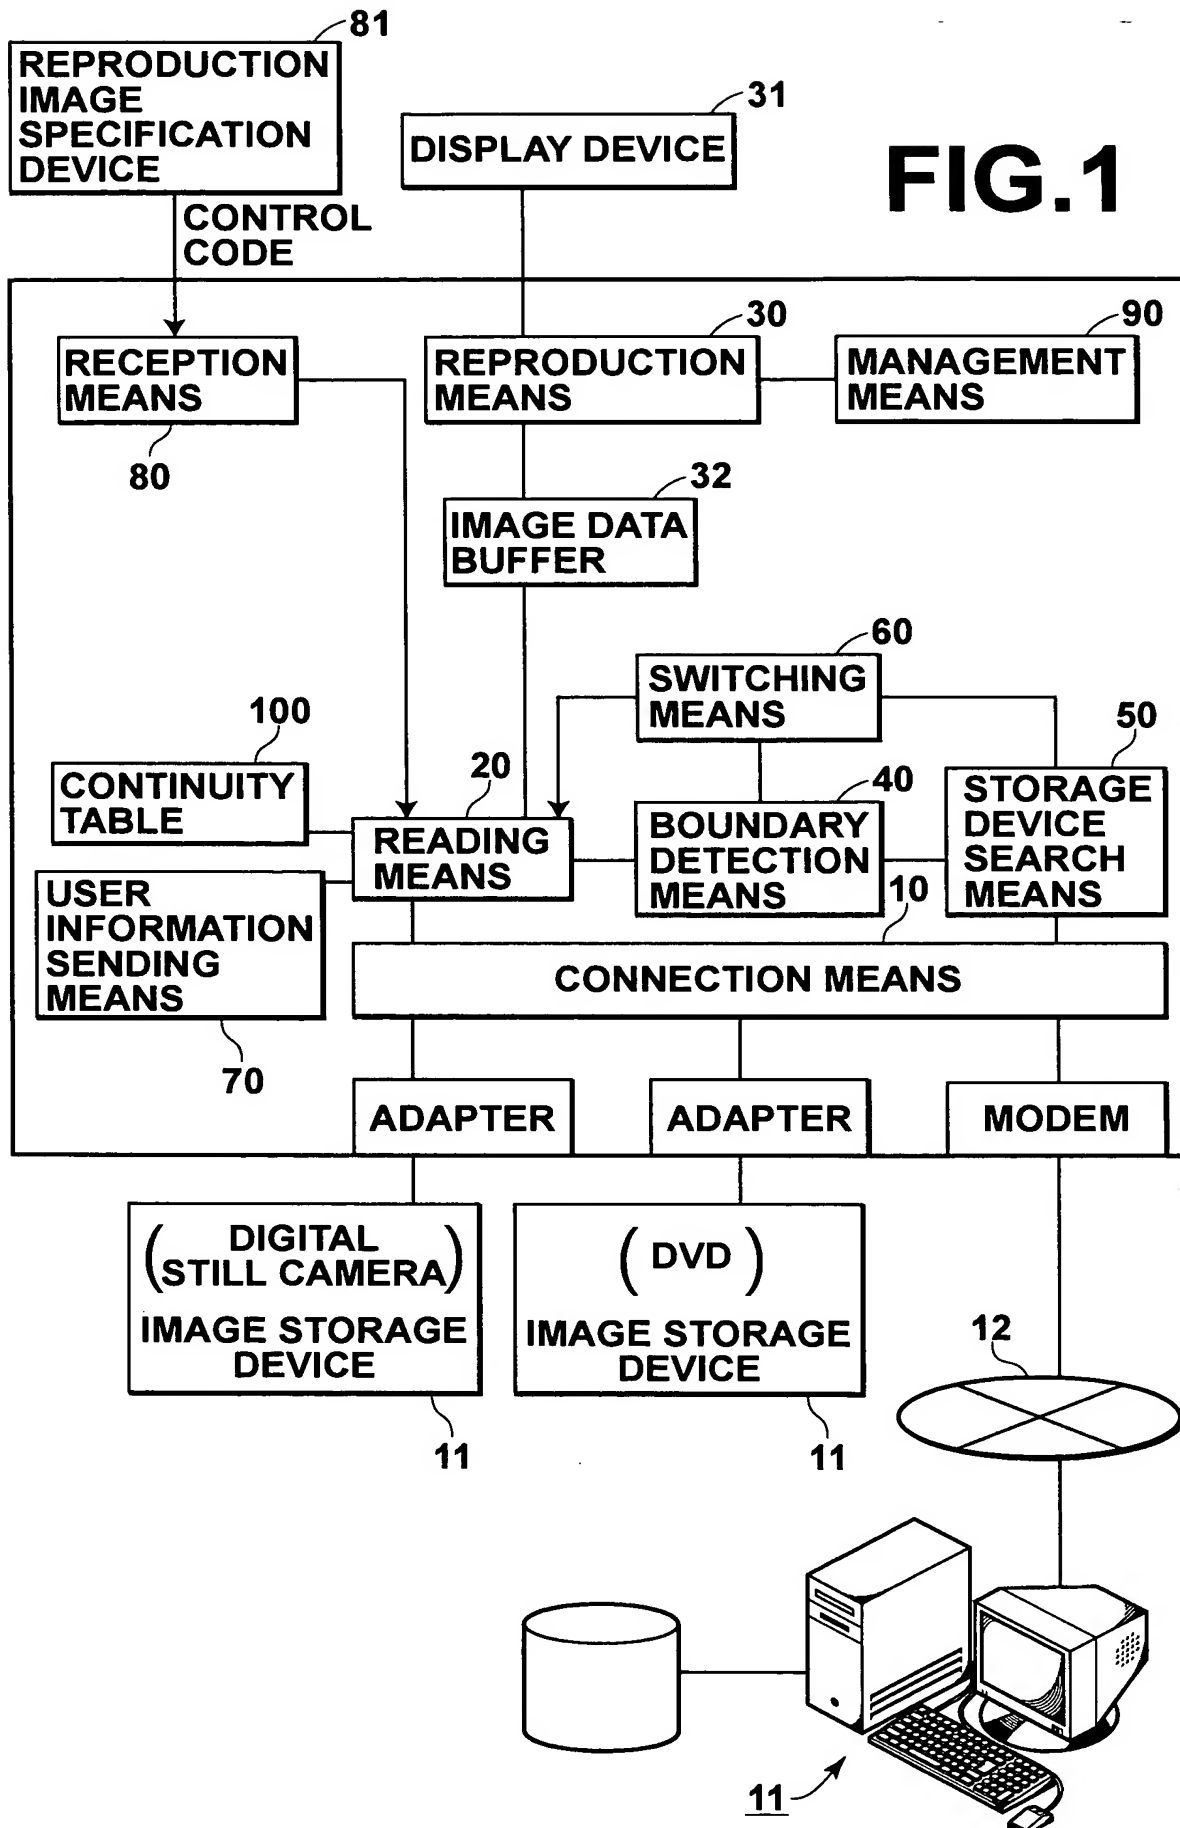 81
REPRODUCTION
IMAGE
SPECIFICATION
DEVICE
31
DISPLAY DEVICE
FIG.1
CONTROL
CODE
30
90
RECEPTION
MEANS
REPRODUCTION
MEANS
MANAGEMENT
MEANS
80
32
IMAGE DATA
BUFFER
60
SWITCHING
MEANS
100
50
CONTINUITY
TABLE
20
40
STORAGE
DEVICE
SEARCH
MEANS
READING
MEANS
BOUNDARY
DETECTION
MEANS
USER
INFORMATION
SENDING
MEANS
10
CONNECTION MEANS
70
ADAPTER
ADAPTER
MODEM
(DIGITAL
STILL CAMERA)
IMAGE STORAGE
DEVICE
(DVD)
IMAGE STORAGE
DEVICE
12
11
11
11